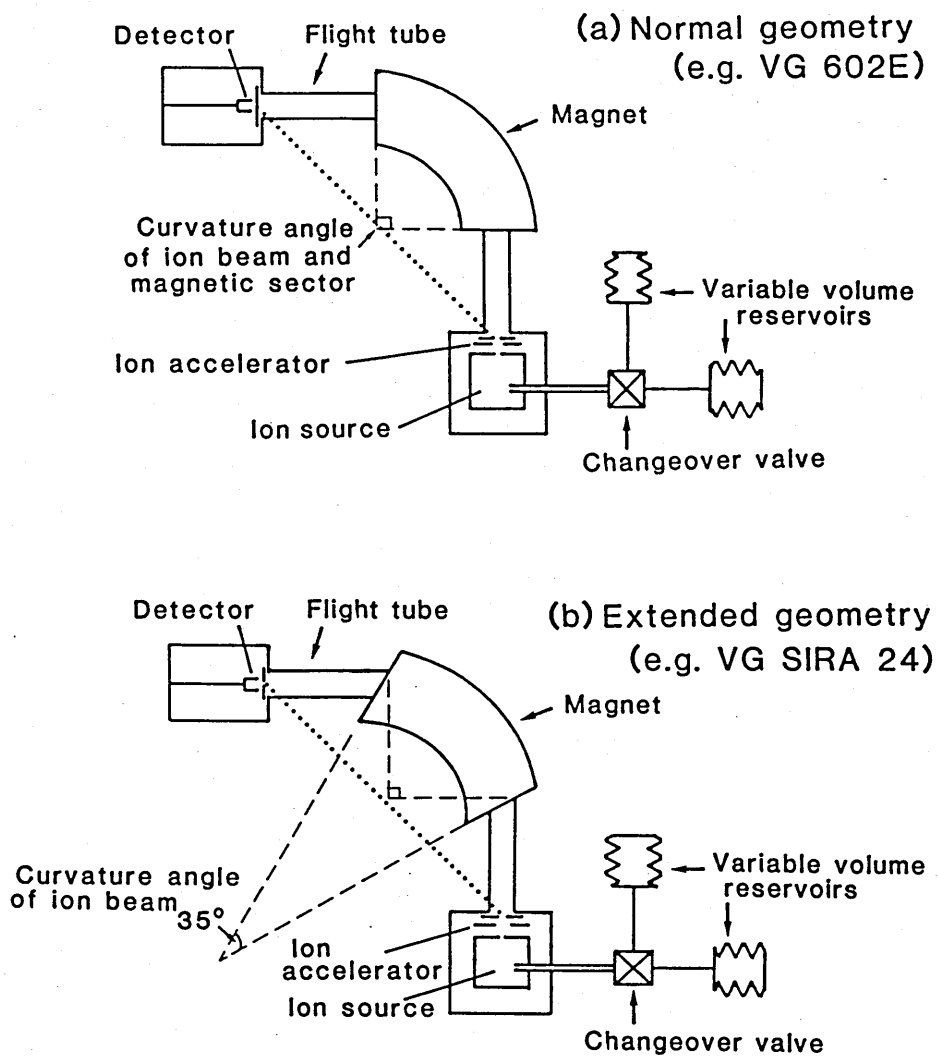 (a) Normal geometry
(e.g. VG 602E)
Detector
Flight tube
Magnet
Curvature angle
of ion beam and
magnetic sector
Variable volume
reservoirs
Ion accelerator
Ion source
Changeover valve
(b) Extended geometry
(e.g. VG SIRA 24)
Detector
Flight tube
Magnet
Curvature angle
of ion beam
35°
Variable volume
reservoirs
Ion
accelerator
Ion source
Changeover valve